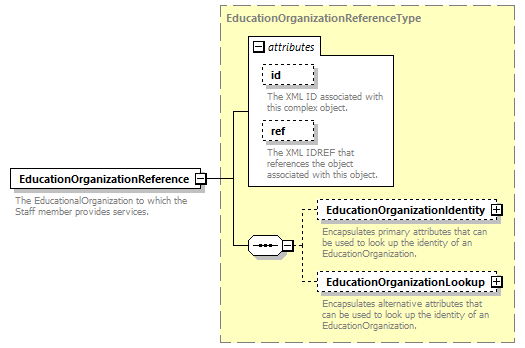 EducationOrganizationReferenceType
attributes
id
The XML ID associated with
this complex object.
ref
The XML IDREF that
references the object
associated with this object.
EducationOrganizationReference
The EducationalOrganization to which the
Staff member provides services.
EducationOrganizationIdentity
Encapsulates primary attributes that can
be used to look up the identity of an
EducationOrganization.
EducationOrganizationLookup
Encapsulates alternative attributes that
can be used to look up the identity of an
EducationOrganization.